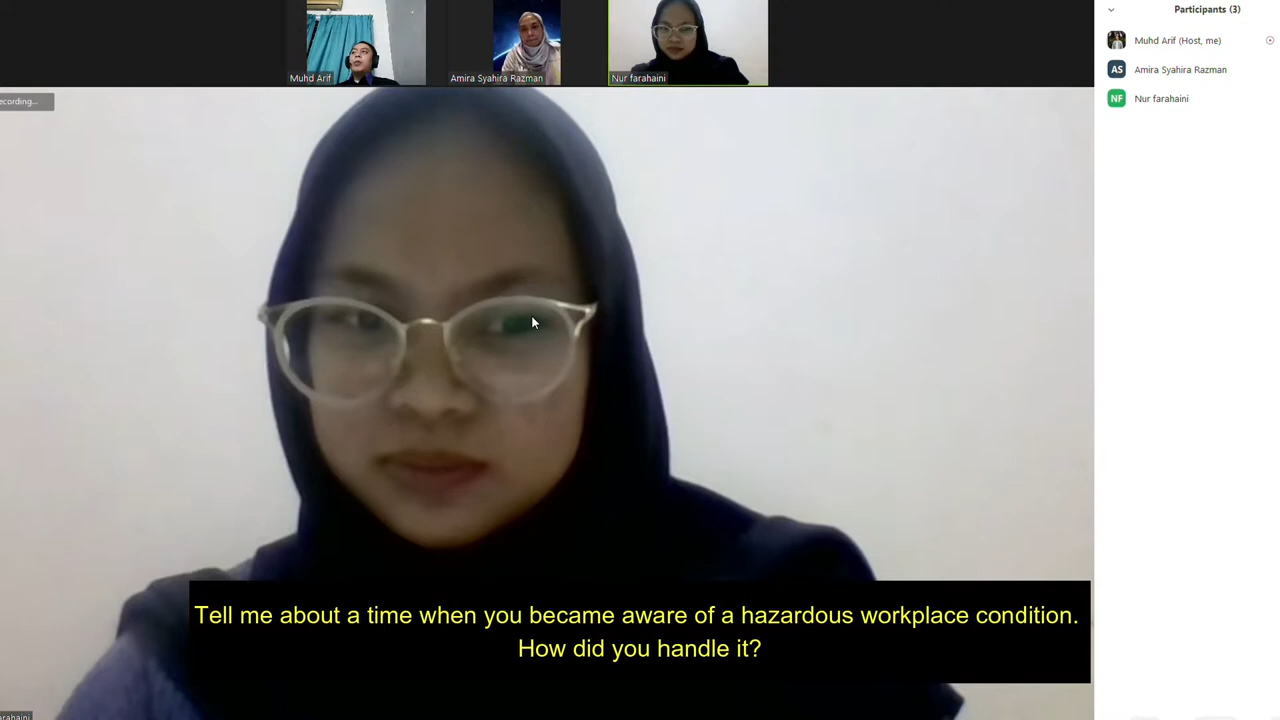 Participants (3)
Muhd Arif
Amira Syahira Razman
Nur farahaini
Muhd Arif (Host, me)
AS Amira Syahira Razman
NF Nur farahaini
ecording...
Tell me about a time when you became aware of a hazardous workplace condition.
How did you handle it?
arahaini